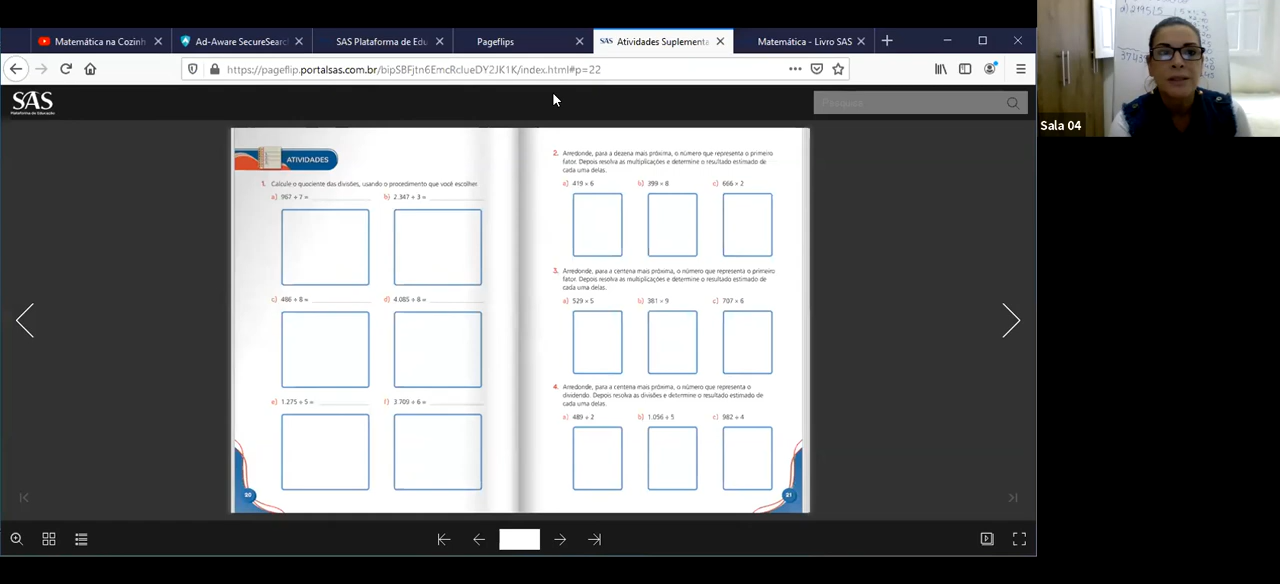 Matemática na Cozinh
Ad-Aware SecureSearch
SAS Plataforma de Edu
Pageflips
SAS Atividades Suplementa
Matemática - Livro SAS
https://pageflip.portalsas.com.br/bipSBFjtn6EmcRclueDY2JK1K/index.html#p=22
SAS
Plataforma de Educação
Pesquisa
Sala 04
ATIVIDADES
1. Calcule o quociente das divisões, usando o procedimento que você escolher.
a) 967 ÷ 7 =
b) 2.347 ÷ 3 =
c) 486 ÷ 8 =
d) 4.085 ÷ 8 =
e) 1.275 ÷ 5 =
f) 3.709 ÷ 6 =
20
2. Arredonde, para a dezena mais próxima, o número que representa o primeiro
fator. Depois resolva as multiplicações e determine o resultado estimado de
cada uma delas.
a) 419 × 6
b) 399 × 8
c) 666 × 2
3. Arredonde, para a centena mais próxima, o número que representa o primeiro
fator. Depois resolva as multiplicações e determine o resultado estimado de
cada uma delas.
a) 529 × 5
b) 381 × 9
c) 707 × 6
4. Arredonde, para a centena mais próxima, o número que representa o
dividendo. Depois resolva as divisões e determine o resultado estimado de
cada uma delas.
a) 489 ÷ 2
b) 1.056 ÷ 5
c) 982 ÷ 4
21